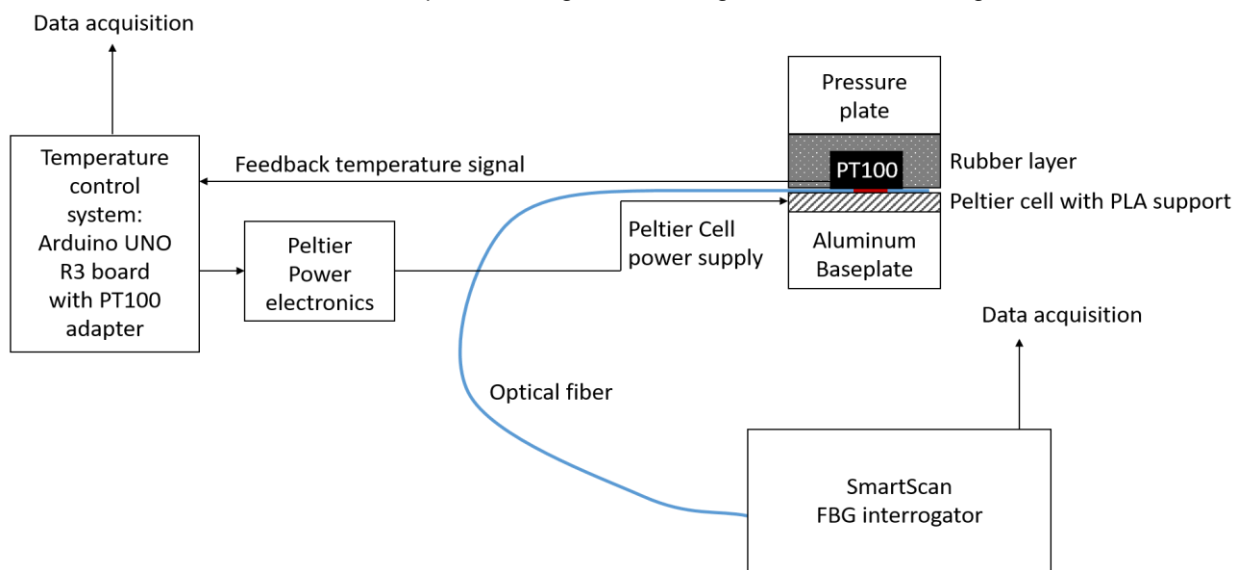 Data acquisition
Temperature
control
system:
Arduino UNO
R3 board
with PT100
adapter
Feedback temperature signal
Peltier
Power
electronics
Peltier Cell
power supply
Pressure
plate
PT100
Rubber layer
Peltier cell with PLA support
Aluminum
Baseplate
Optical fiber
Data acquisition
SmartScan
FBG interrogator